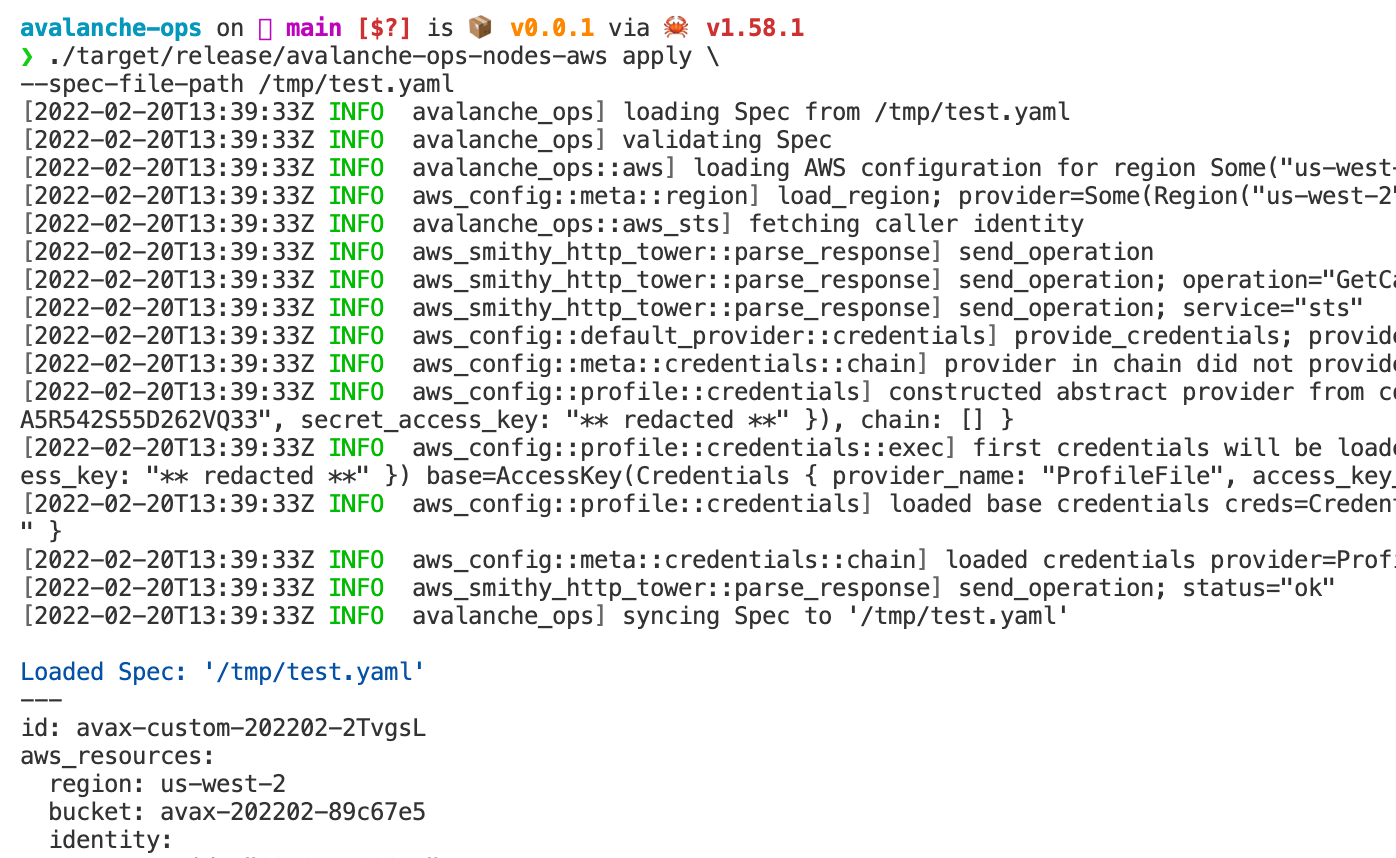 avalanche-ops on main [$?] is 📦 v0.0.1 via 🦀 v1.58.1
❯ ./target/release/avalanche-ops-nodes-aws apply \
--spec-file-path /tmp/test.yaml
[2022-02-20T13:39:33Z INFO  avalanche_ops] loading Spec from /tmp/test.yaml
[2022-02-20T13:39:33Z INFO  avalanche_ops] validating Spec
[2022-02-20T13:39:33Z INFO  avalanche_ops::aws] loading AWS configuration for region Some("us-west-
[2022-02-20T13:39:33Z INFO  aws_config::meta::region] load_region; provider=Some(Region("us-west-2"
[2022-02-20T13:39:33Z INFO  avalanche_ops::aws_sts] fetching caller identity
[2022-02-20T13:39:33Z INFO  aws_smithy_http_tower::parse_response] send_operation
[2022-02-20T13:39:33Z INFO  aws_smithy_http_tower::parse_response] send_operation; operation="GetCa
[2022-02-20T13:39:33Z INFO  aws_smithy_http_tower::parse_response] send_operation; service="sts"
[2022-02-20T13:39:33Z INFO  aws_config::default_provider::credentials] provide_credentials; provide
[2022-02-20T13:39:33Z INFO  aws_config::meta::credentials::chain] provider in chain did not provide
[2022-02-20T13:39:33Z INFO  aws_config::profile::credentials] constructed abstract provider from co
A5R542S55D262VQ33", secret_access_key: "** redacted **" }), chain: [] }
[2022-02-20T13:39:33Z INFO  aws_config::profile::credentials::exec] first credentials will be loade
ess_key: "** redacted **" }) base=AccessKey(Credentials { provider_name: "ProfileFile", access_key_
[2022-02-20T13:39:33Z INFO  aws_config::profile::credentials] loaded base credentials creds=Credent
" }
[2022-02-20T13:39:33Z INFO  aws_config::meta::credentials::chain] loaded credentials provider=Profi
[2022-02-20T13:39:33Z INFO  aws_smithy_http_tower::parse_response] send_operation; status="ok"
[2022-02-20T13:39:33Z INFO  avalanche_ops] syncing Spec to '/tmp/test.yaml'
Loaded Spec: '/tmp/test.yaml'
---
id: avax-custom-202202-2TvgsL
aws_resources:
  region: us-west-2
  bucket: avax-202202-89c67e5
  identity: